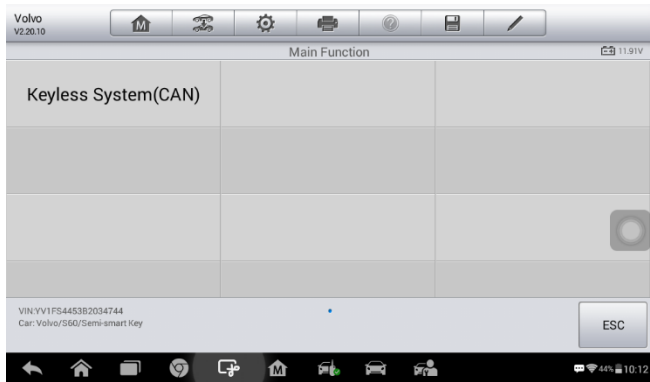 Volvo
V2.20.10
Main Function
11.91V
Keyless System(CAN)
VIN:YV1FS4453B2034744
Car: Volvo/S60/Semi-smart Key
ESC
44% 10:12